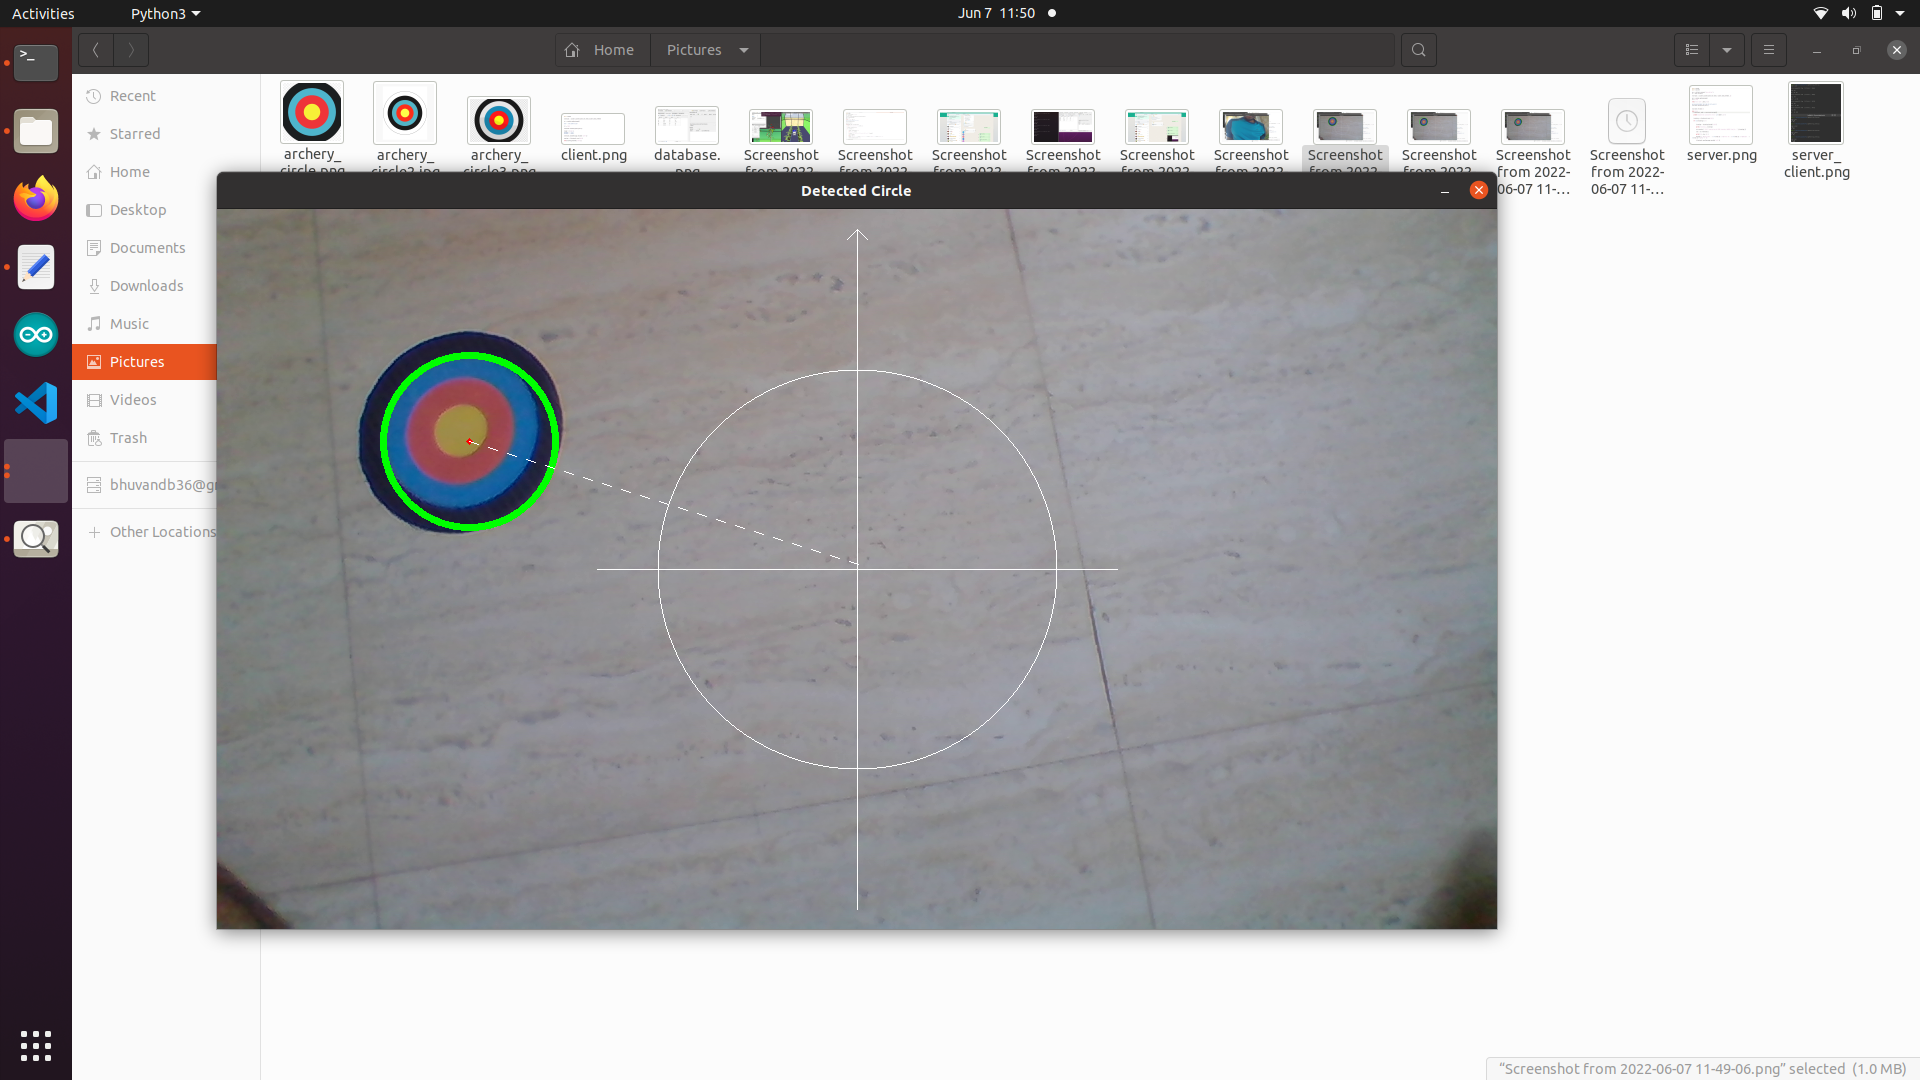 Activities
Python3
Jun 7 11:50
Home
Pictures
Recent
Starred
Home
Desktop
Documents
Downloads
Music
Pictures
Videos
Trash
bhuvandb36@g
Other Locations
archery_
circle.png
archery_
circle2.jpg
archery_
circle3.png
client.png
database.
png
Screenshot
from 2022
Screenshot
from 2022
Screenshot
from 2022
Screenshot
from 2022
Screenshot
from 2022
Screenshot
from 2022
Screenshot
from 2022
Screenshot
from 2022
Screenshot
from 2022-
06-07 11-…
Screenshot
from 2022-
06-07 11-…
server.png
server_
client.png
Detected Circle
“Screenshot from 2022-06-07 11-49-06.png” selected (1.0 MB)